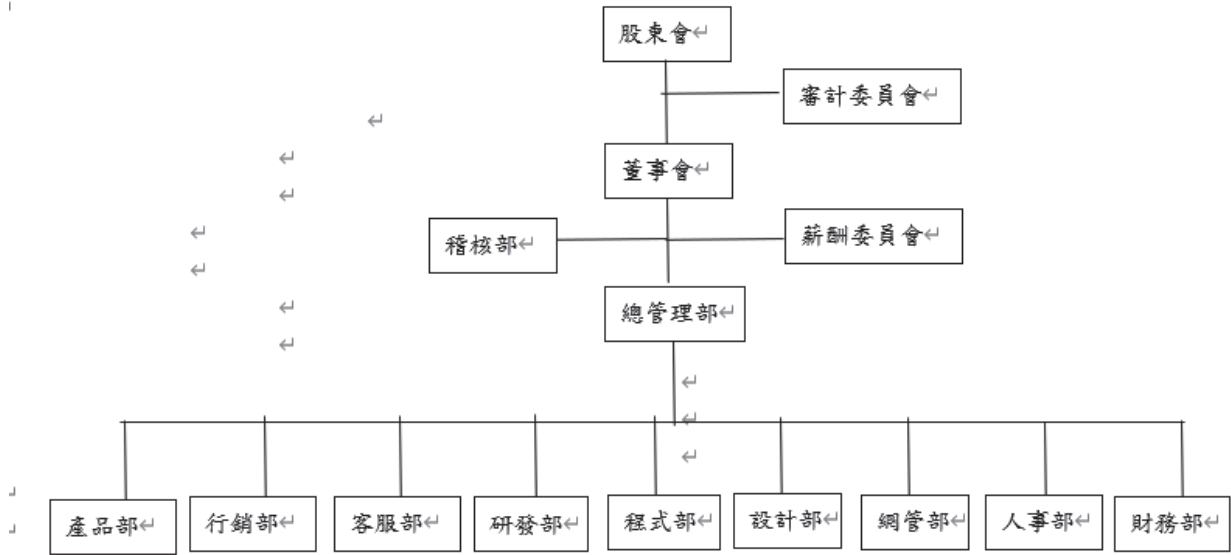 股東會
審計委員會
董事會
稽核部
薪酬委員會
總管理部
產品部
行銷部
客服部
研發部
程式部
設計部
網管部
人事部
財務部